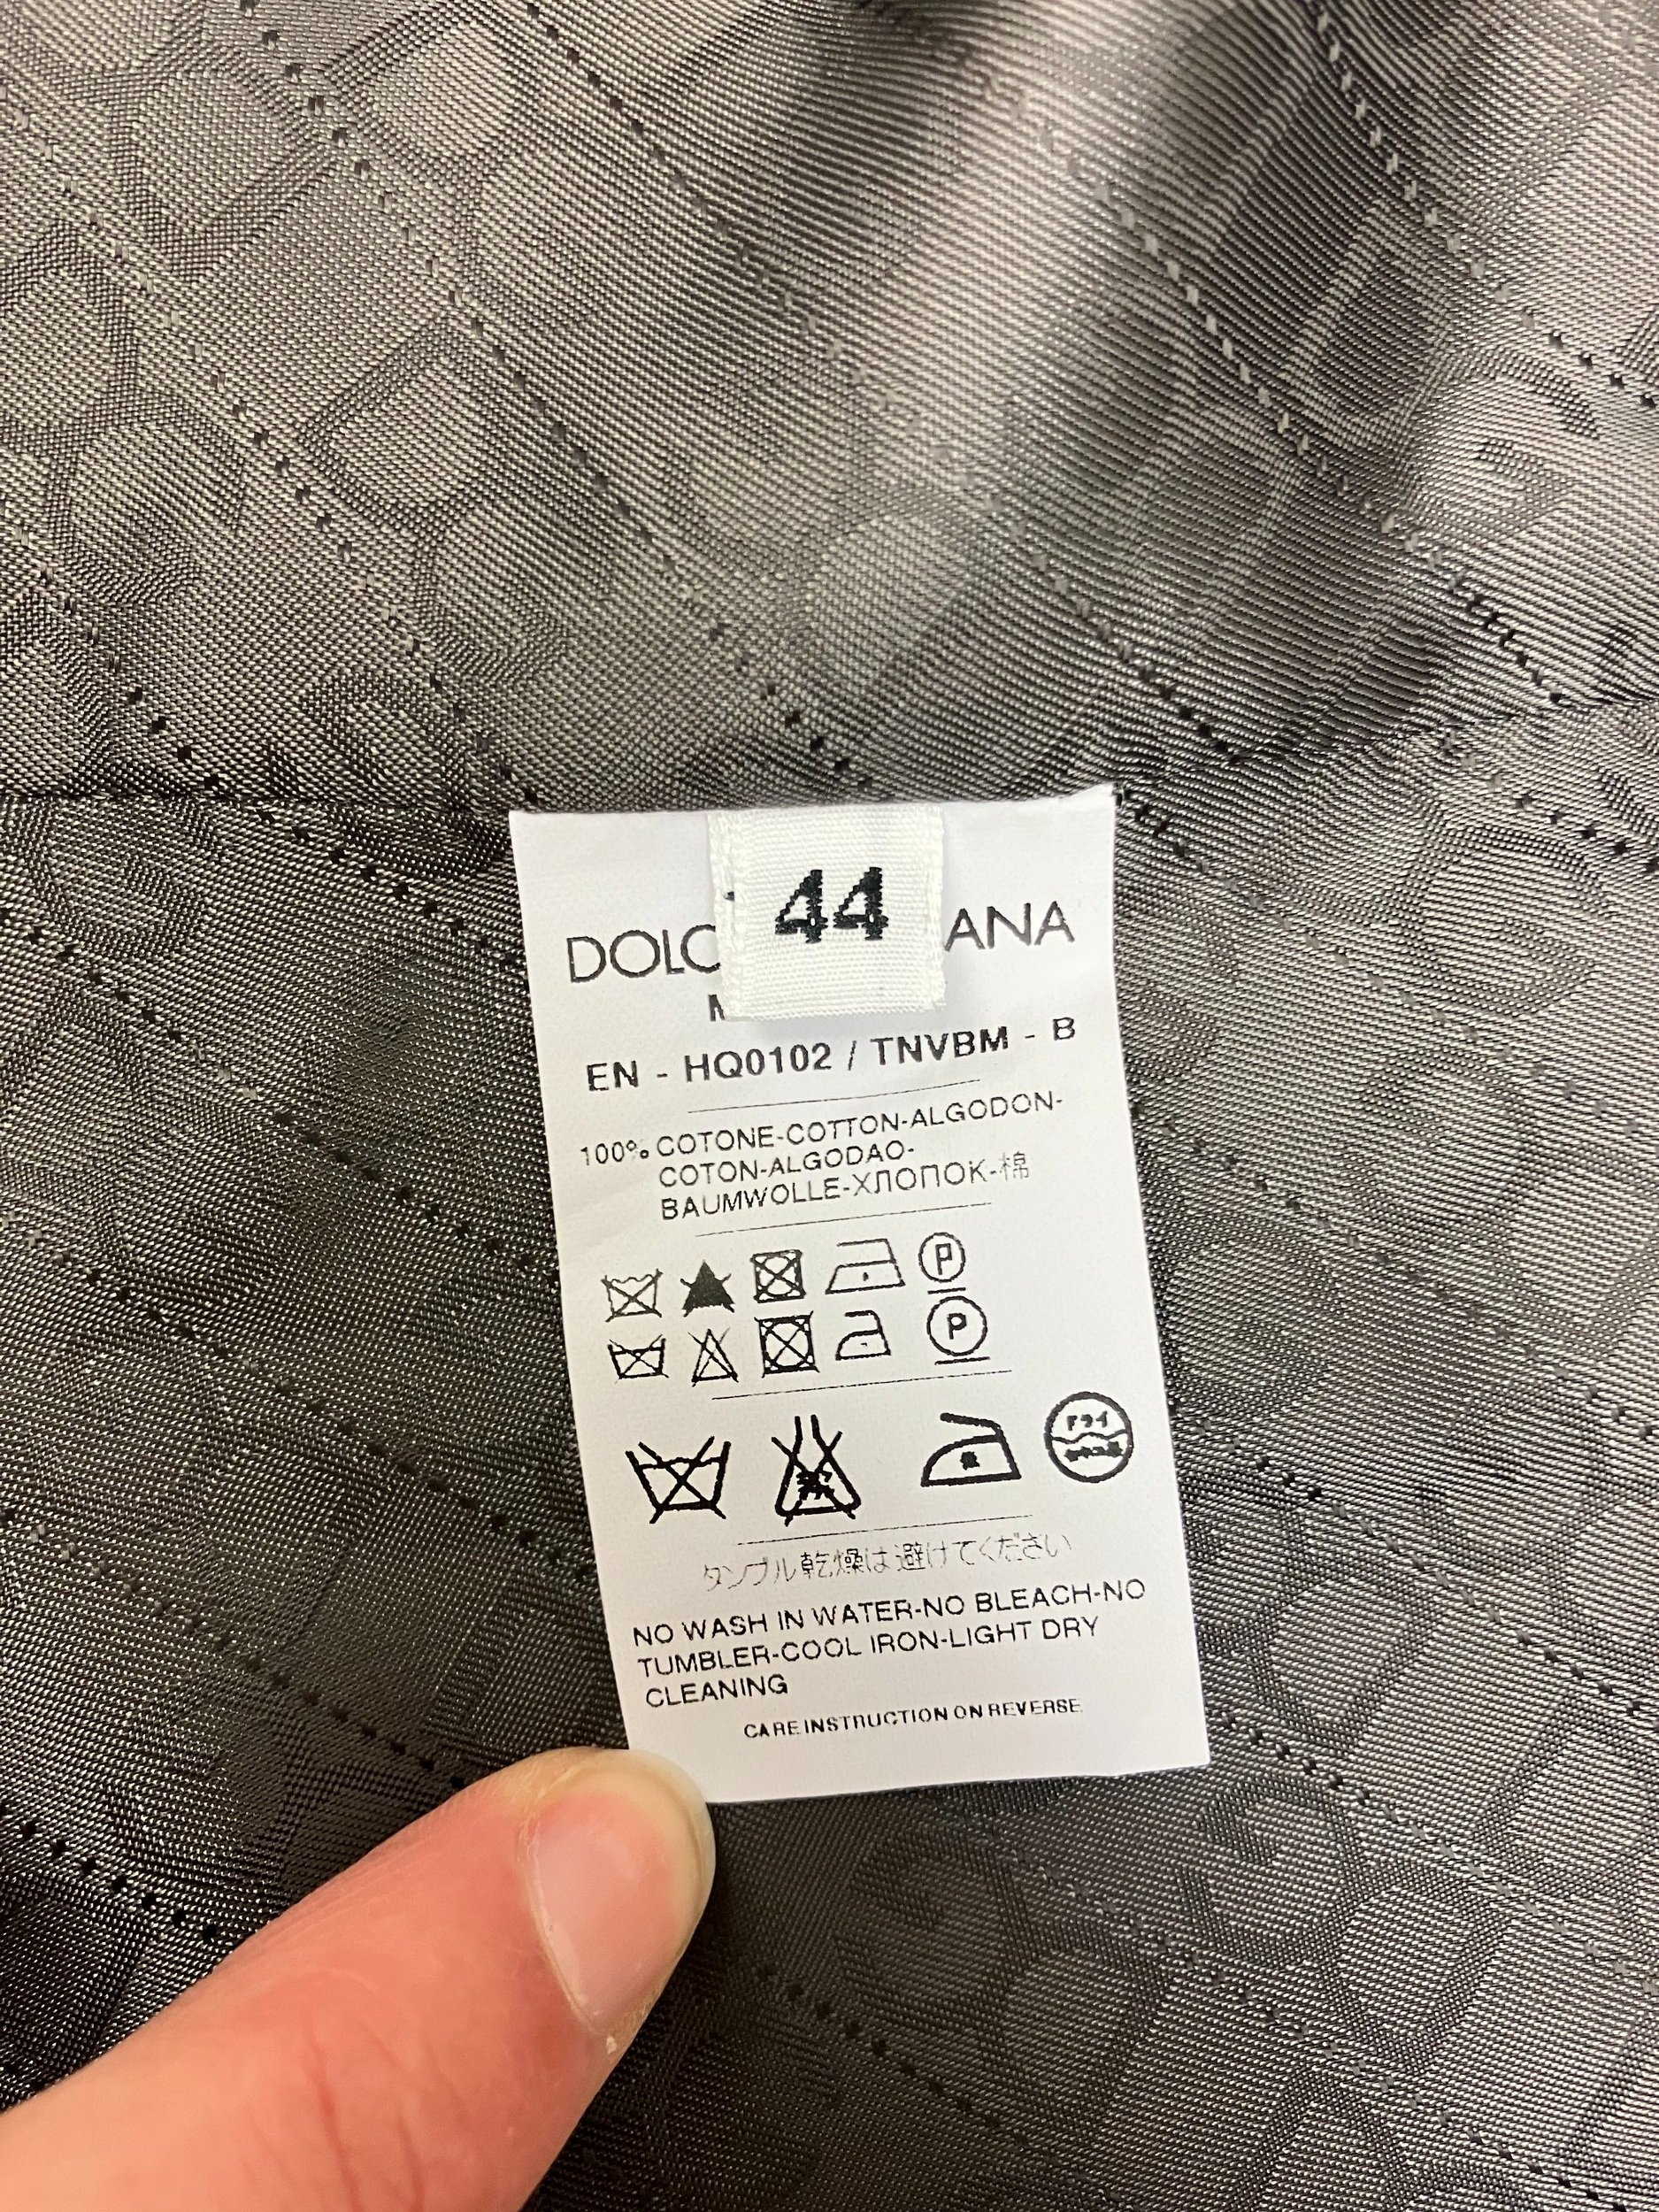 44
DOLC ANA
M
EN - HQ0102 / TNVBM - B
100% COTONE-COTTON-ALGODON-
COTON-ALGODAO-
BAUMWOLLE-ХЛОПОК-棉
P
P
タンブル乾燥は避けてください
NO WASH IN WATER-NO BLEACH-NO
TUMBLER-COOL IRON-LIGHT DRY
CLEANING
CARE INSTRUCTION ON REVERSE